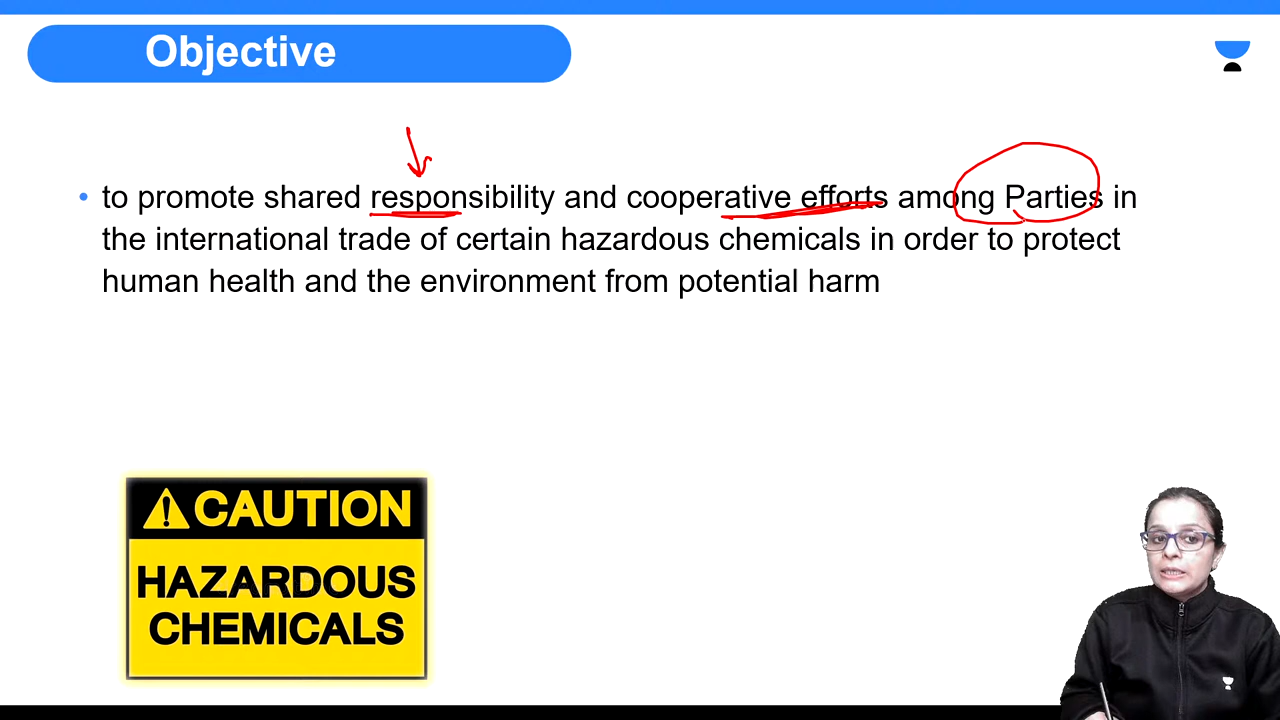 Objective
to promote shared responsibility and cooperative efforts among Parties in
the international trade of certain hazardous chemicals in order to protect
human health and the environment from potential harm
CAUTION
HAZARDOUS
CHEMICALS